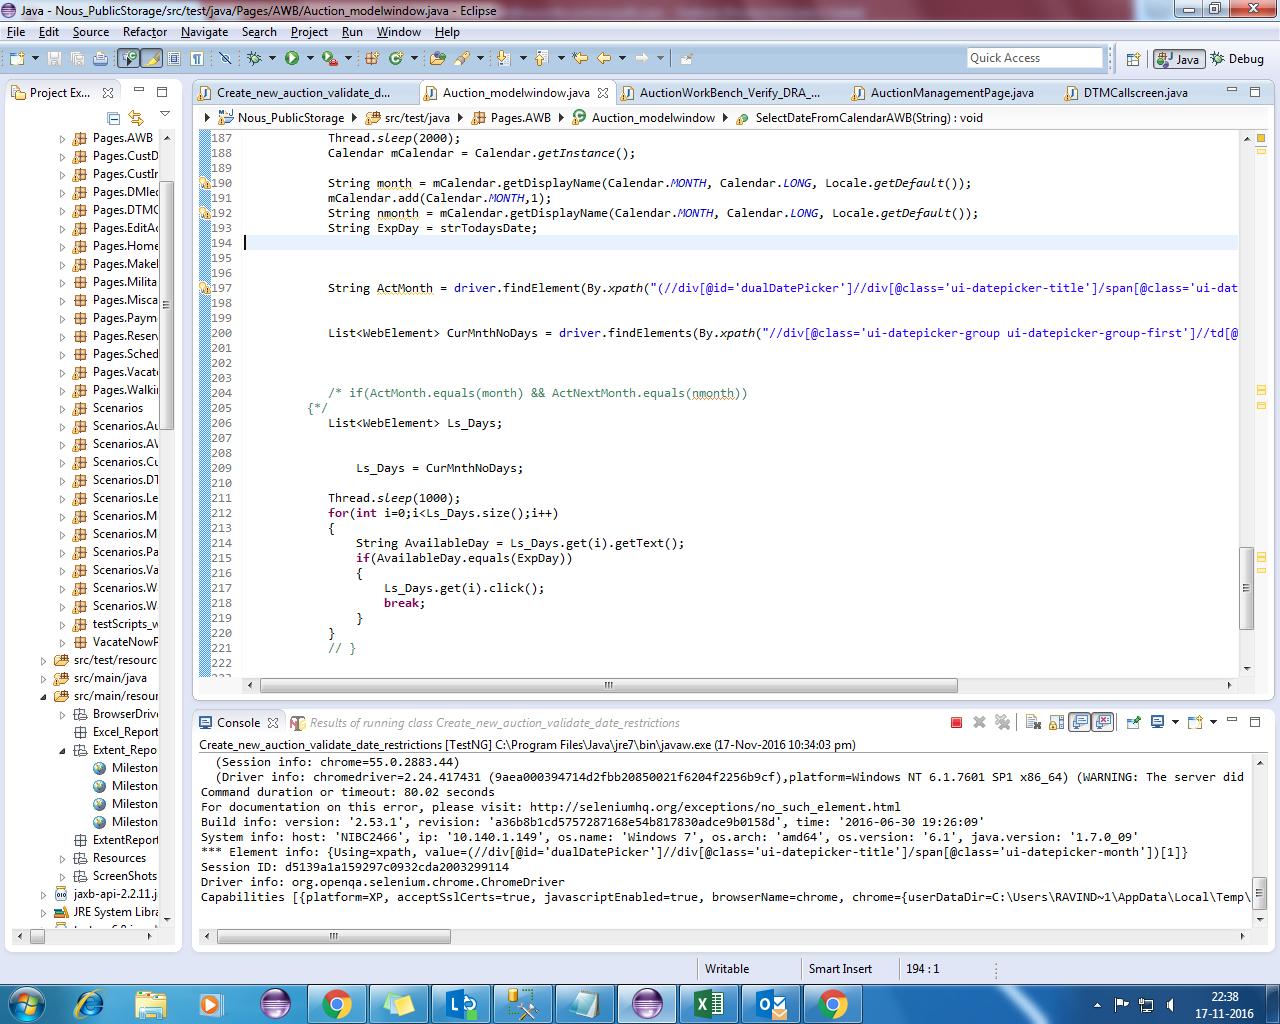 Java - Nous_PublicStorage/src/test/java/Pages/AWB/Auction_modelwindow.java - Eclipse
File Edit Source Refactor Navigate Search Project Run Window Help
Quick Access
Java
Debug
Project Ex...
Create_new_auction_validate_d...
Auction_modelwindow.java
AuctionWorkBench_Verify_DRA_...
AuctionManagementPage.java
DTMCallscreen.java
Nous_PublicStorage
src/test/java
Pages.AWB
Auction_modelwindow
SelectDateFromCalendarAWB(String) : void
Pages.AWB
Pages.CustD
Pages.CustIr
Pages.DMIec
Pages.DTMC
Pages.EditAc
Pages.Home
Pages.Makel
Pages.Milita
Pages.Misca
Pages.Paym
Pages.Reser
Pages.Sched
Pages.Vacat
Pages.Walki
Scenarios
Scenarios.Au
Scenarios.A
Scenarios.Cu
Scenarios.DT
Scenarios.Le
Scenarios.M
Scenarios.M
Scenarios.Pa
Scenarios.Va
Scenarios.W
Scenarios.W
testScripts_w
VacateNowP
src/test/resourc
src/main/java
src/main/resour
BrowserDrive
Excel_Report
Extent_Repo
Mileston
Mileston
Mileston
Mileston
ExtentReport
Resources
ScreenShots
jaxb-api-2.2.11.j
JRE System Libra
187 Thread.sleep(2000);
188 Calendar mCalendar = Calendar.getInstance();
189
190 String month = mCalendar.getDisplayName(Calendar.MONTH, Calendar.LONG, Locale.getDefault());
191 mCalendar.add(Calendar.MONTH,1);
192 String nmonth = mCalendar.getDisplayName(Calendar.MONTH, Calendar.LONG, Locale.getDefault());
193 String ExpDay = strTodaysDate;
194
195
196
197 String ActMonth = driver.findElement(By.xpath("(//div[@id='dualDatePicker']//div[@class='ui-datepicker-title']/span[@class='ui-dat
198
199
200 List<WebElement> CurMnthNoDays = driver.findElements(By.xpath("//div[@class='ui-datepicker-group ui-datepicker-group-first']//td[@
201
202
203
204 /* if(ActMonth.equals(month) && ActNextMonth.equals(nmonth))
205 {*/
206 List<WebElement> Ls_Days;
207
208
209 Ls_Days = CurMnthNoDays;
210
211 Thread.sleep(1000);
212 for(int i=0;i<Ls_Days.size();i++)
213 {
214 String AvailableDay = Ls_Days.get(i).getText();
215 if(AvailableDay.equals(ExpDay))
216 {
217 Ls_Days.get(i).click();
218 break;
219 }
220 }
221 // }
222
Console
Results of running class Create_new_auction_validate_date_restrictions
Create_new_auction_validate_date_restrictions [TestNG] C:\Program Files\Java\jre7\bin\javaw.exe (17-Nov-2016 10:34:03 pm)
(Session info: chrome=55.0.2883.44)
(Driver info: chromedriver=2.24.417431 (9aea000394714d2fbb20850021f6204f2256b9cf),platform=Windows NT 6.1.7601 SP1 x86_64) (WARNING: The server did
Command duration or timeout: 80.02 seconds
For documentation on this error, please visit: http://seleniumhq.org/exceptions/no_such_element.html
Build info: version: '2.53.1', revision: 'a36b8b1cd5757287168e54b817830adce9b0158d', time: '2016-06-30 19:26:09'
System info: host: 'NIBC2466', ip: '10.140.1.149', os.name: 'Windows 7', os.arch: 'amd64', os.version: '6.1', java.version: '1.7.0_09'
*** Element info: {Using=xpath, value=(//div[@id='dualDatePicker']//div[@class='ui-datepicker-title']/span[@class='ui-datepicker-month'])[1]}
Session ID: d5139a1a159297c0932cda2003299114
Driver info: org.openqa.selenium.chrome.ChromeDriver
Capabilities [{platform=XP, acceptSslCerts=true, javascriptEnabled=true, browserName=chrome, chrome={userDataDir=C:\Users\RAVIND~1\AppData\Local\Temp\
Writable
Smart Insert
194 : 1
22:38
17-11-2016